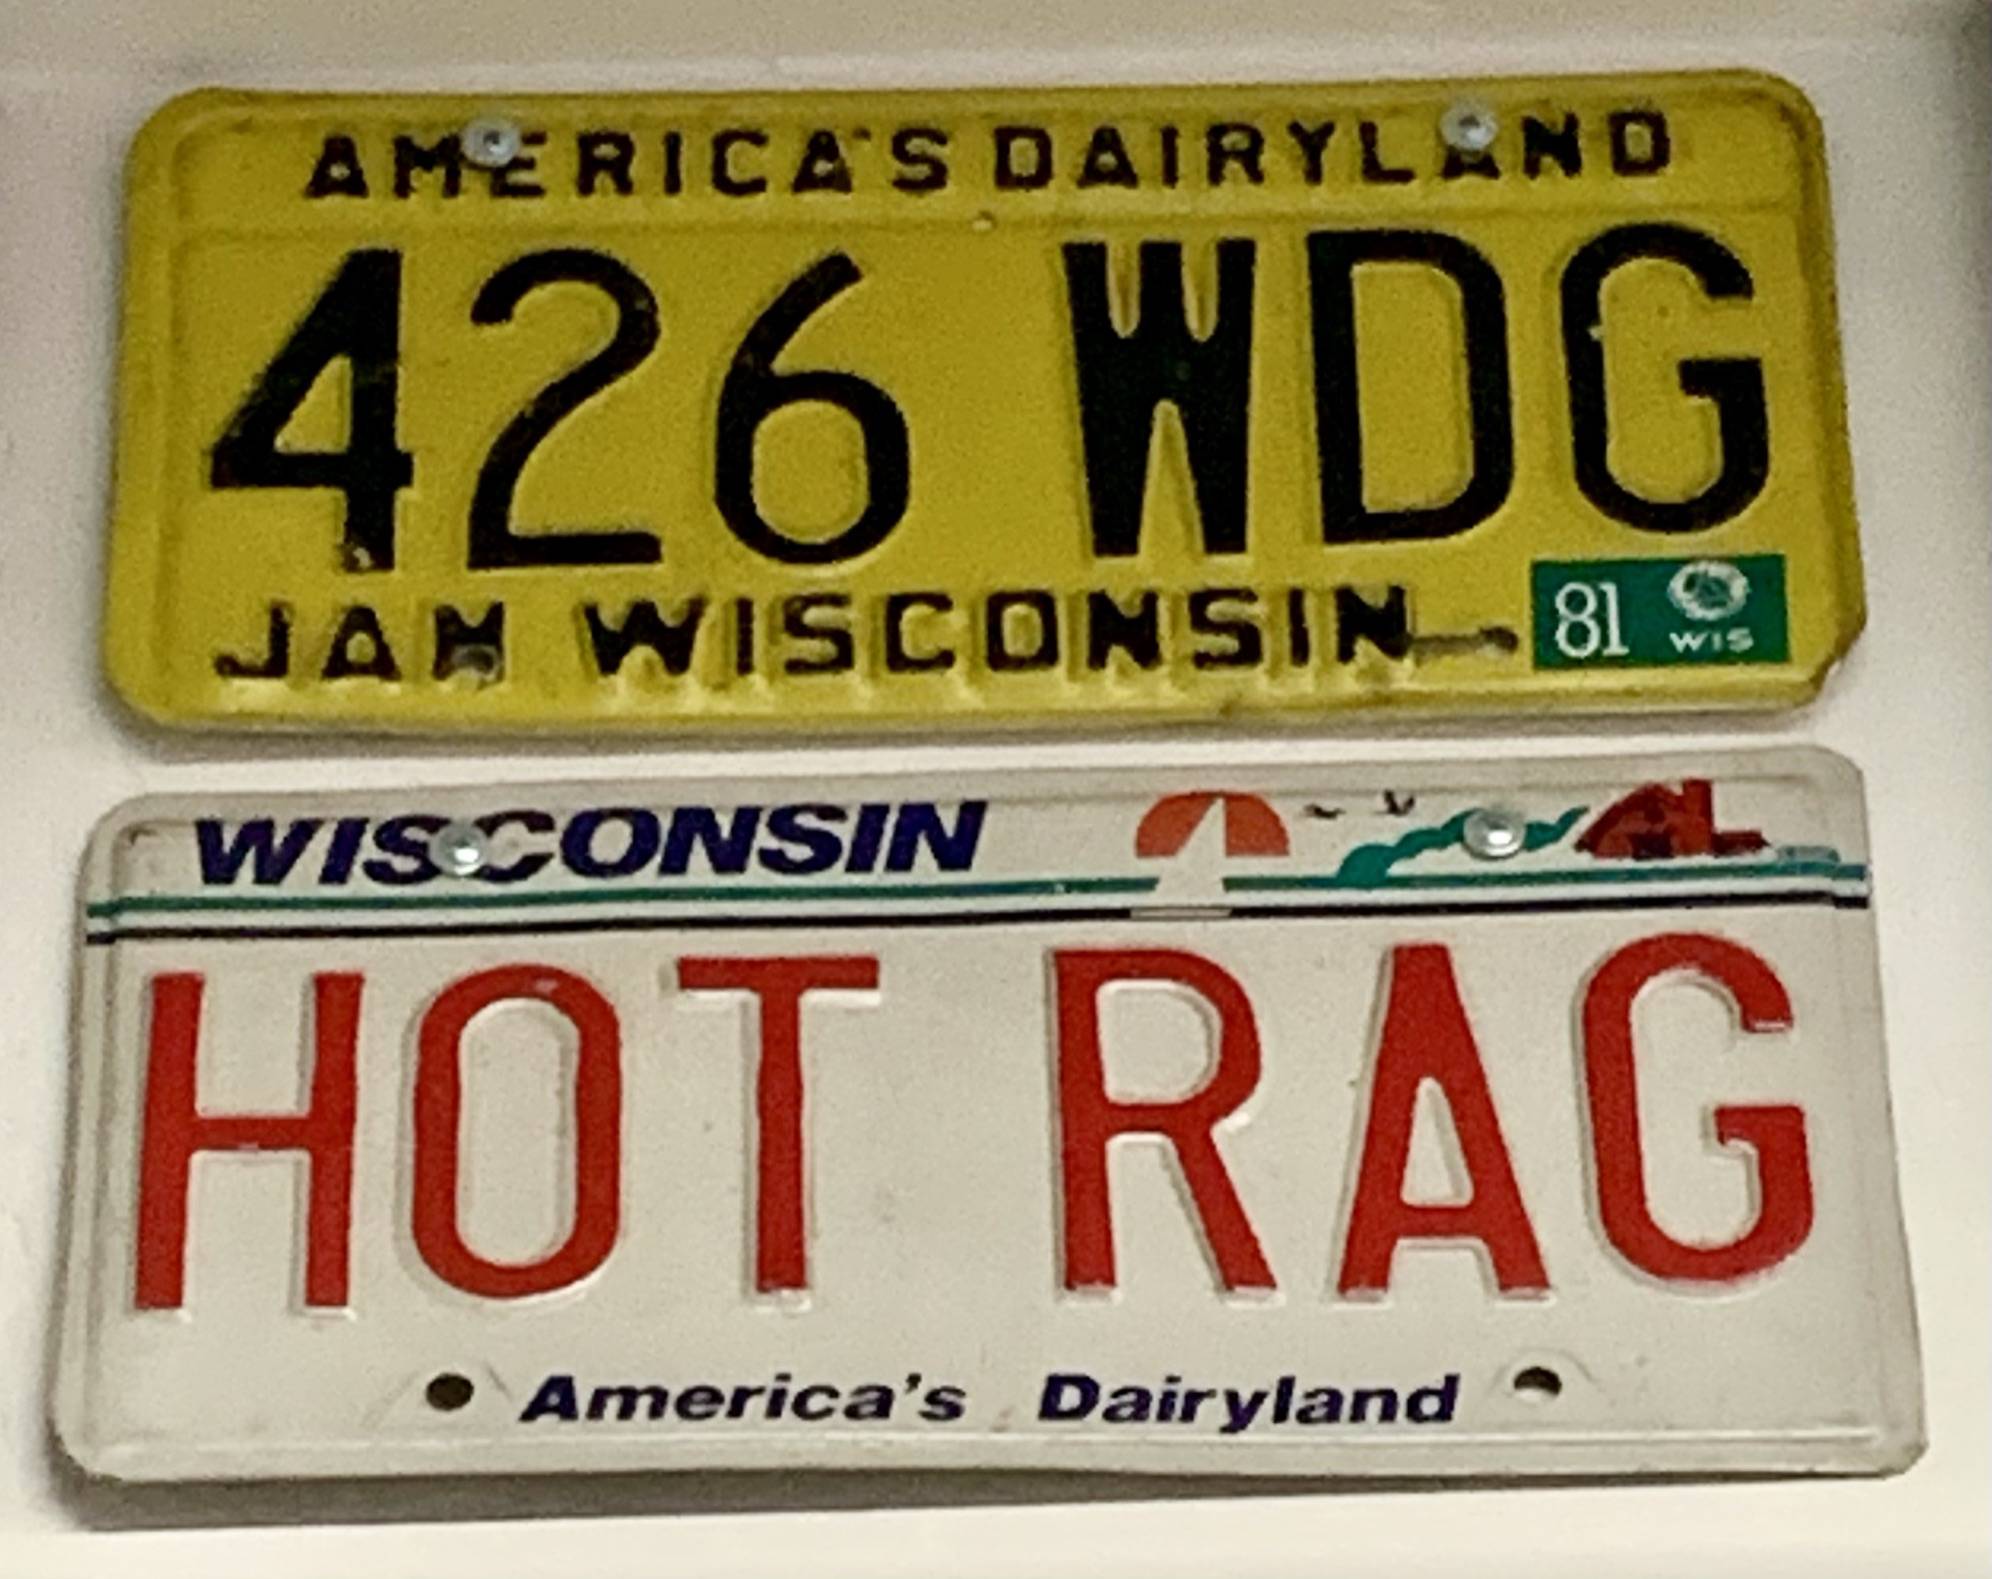 AMERICA'S DAIRYLAND
426 WDG
JAN WISCONSIN 81 WIS
WISCONSIN
HOT RAG
America's Dairyland